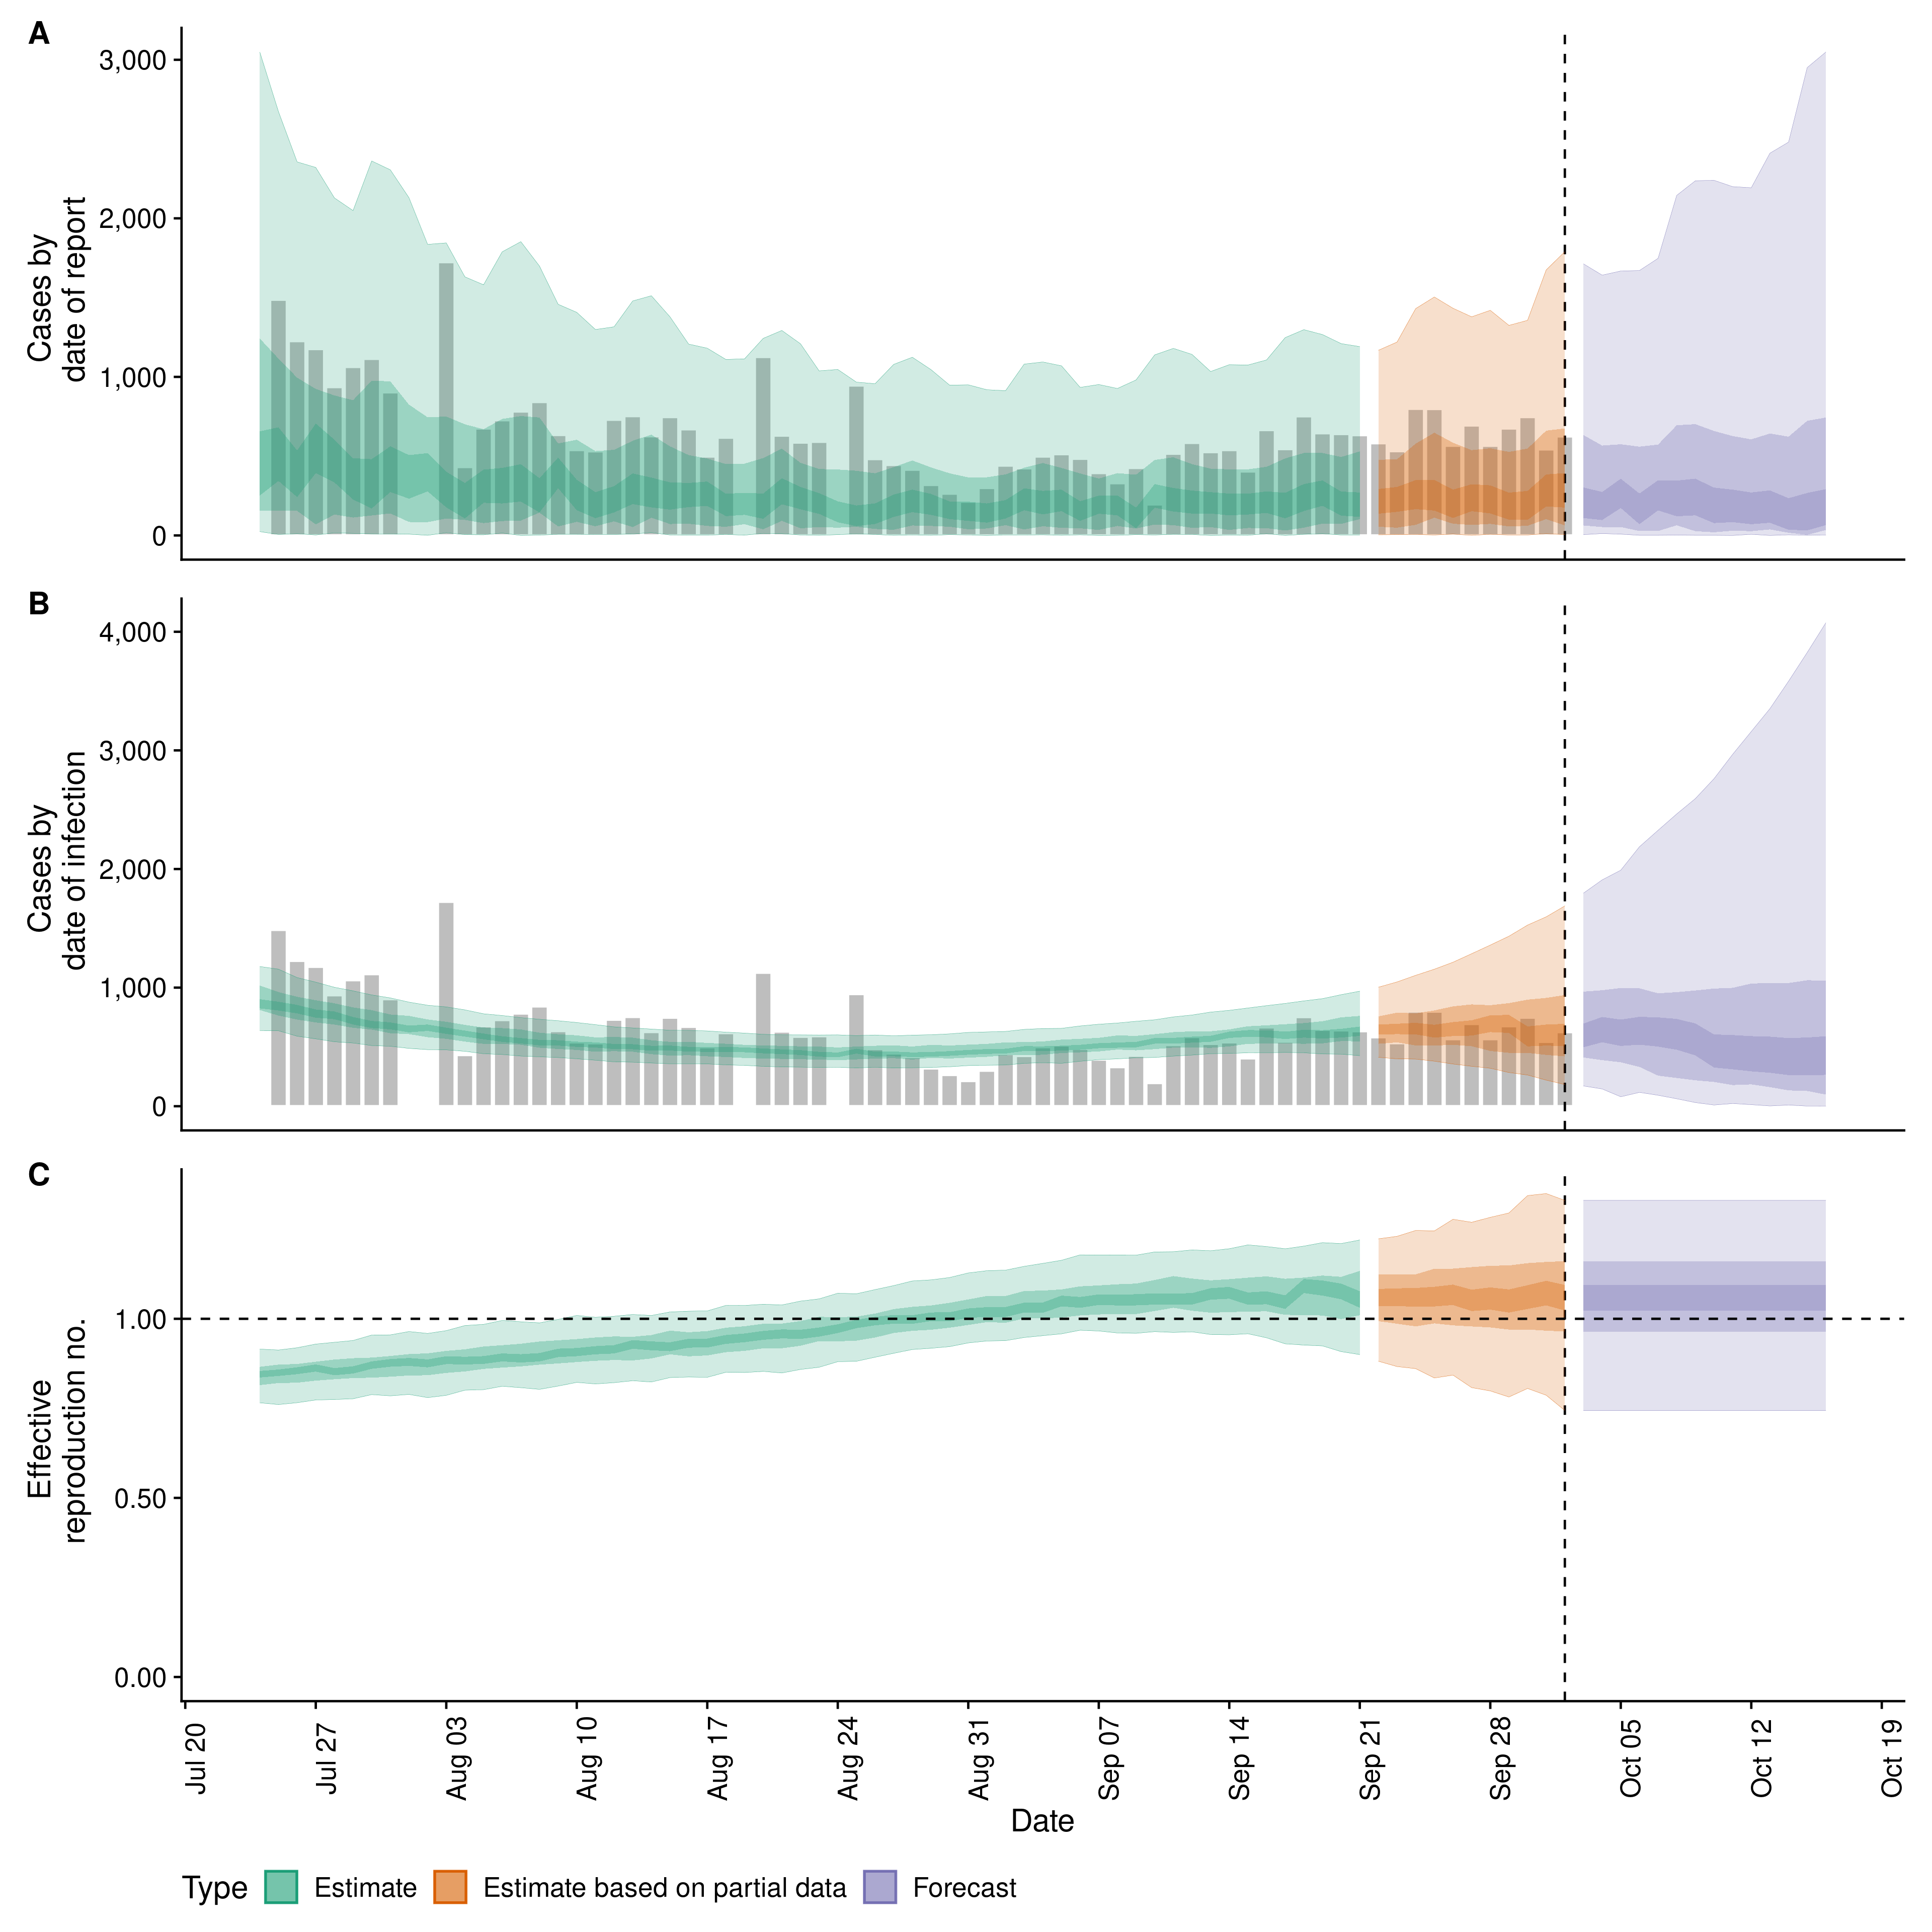 A
Cases by
date of report
3,000
2,000
1,000
0
B
Cases by
date of infection
4,000
3,000
2,000
1,000
0
C
Effective
reproduction no.
1.00
0.50
0.00
Jul 20
Jul 27
Aug 03
Aug 10
Aug 17
Aug 24
Aug 31
Sep 07
Sep 14
Sep 21
Sep 28
Oct 05
Oct 12
Oct 19
Date
Type Estimate Estimate based on partial data Forecast